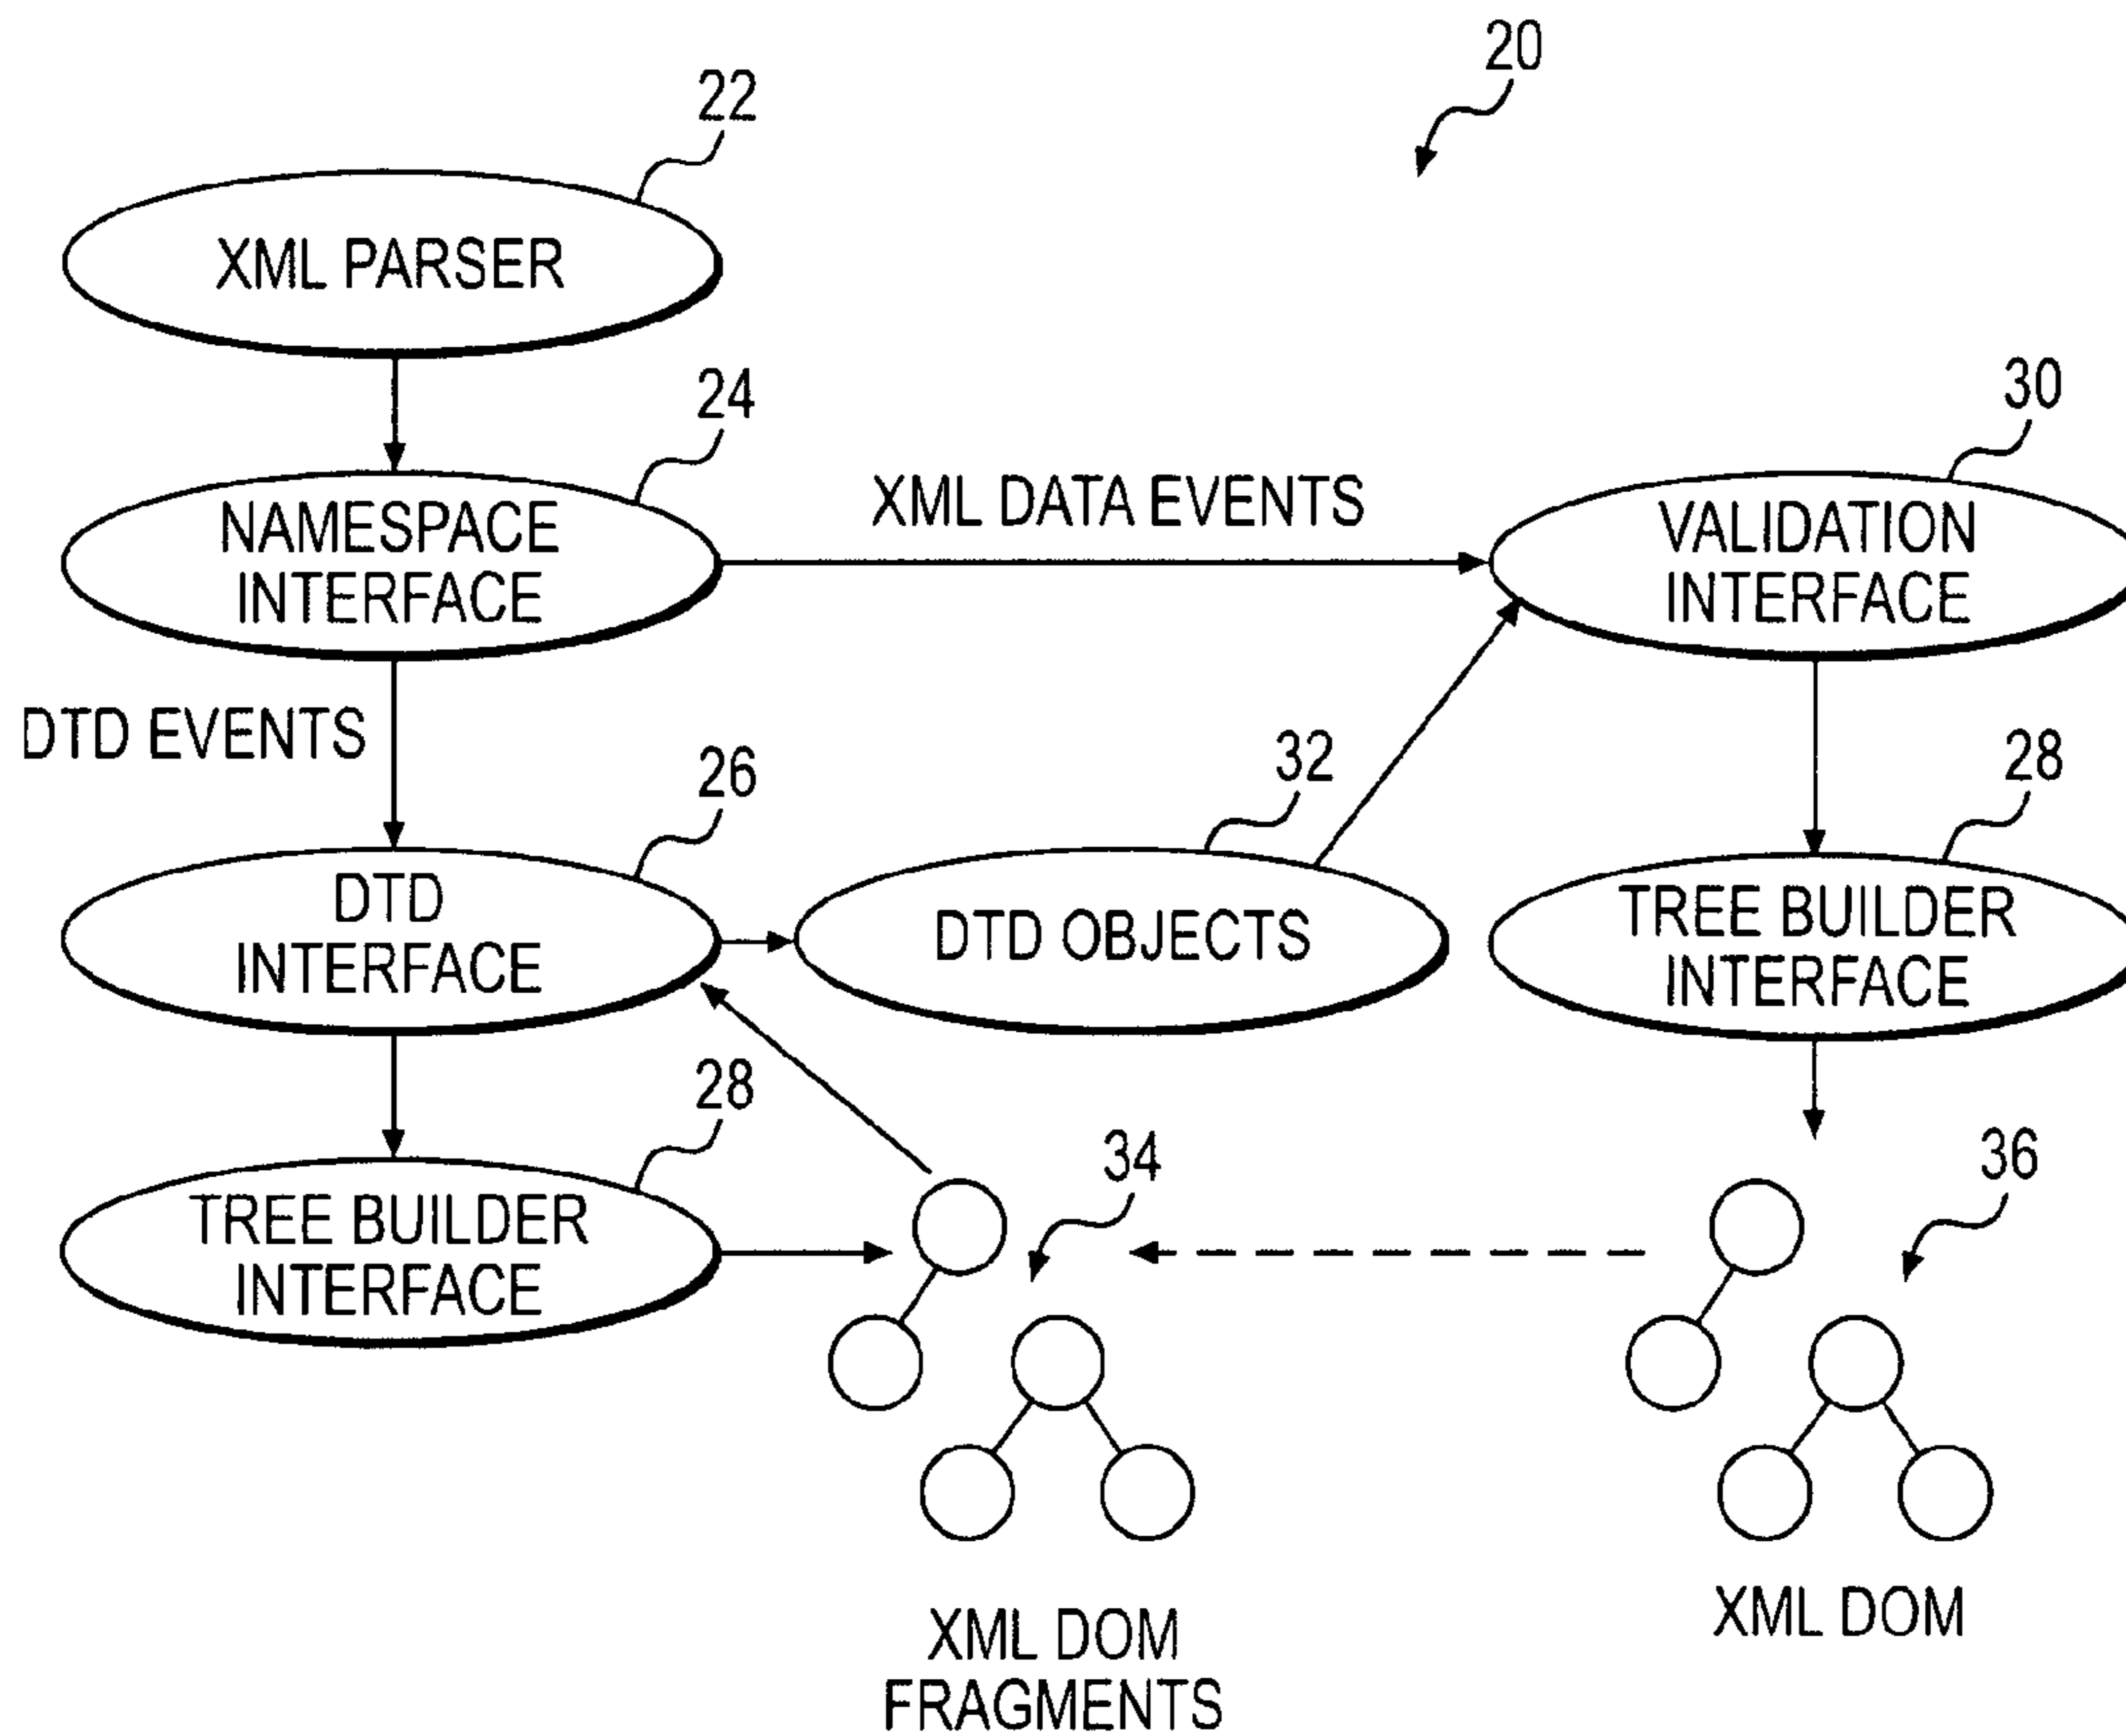 20
22
XML PARSER
24
30
NAMESPACE
INTERFACE
XML DATA EVENTS
VALIDATION
INTERFACE
DTD EVENTS
26
32
28
DTD
INTERFACE
DTD OBJECTS
TREE BUILDER
INTERFACE
28
34
36
TREE BUILDER
INTERFACE
XML DOM
FRAGMENTS
XML DOM